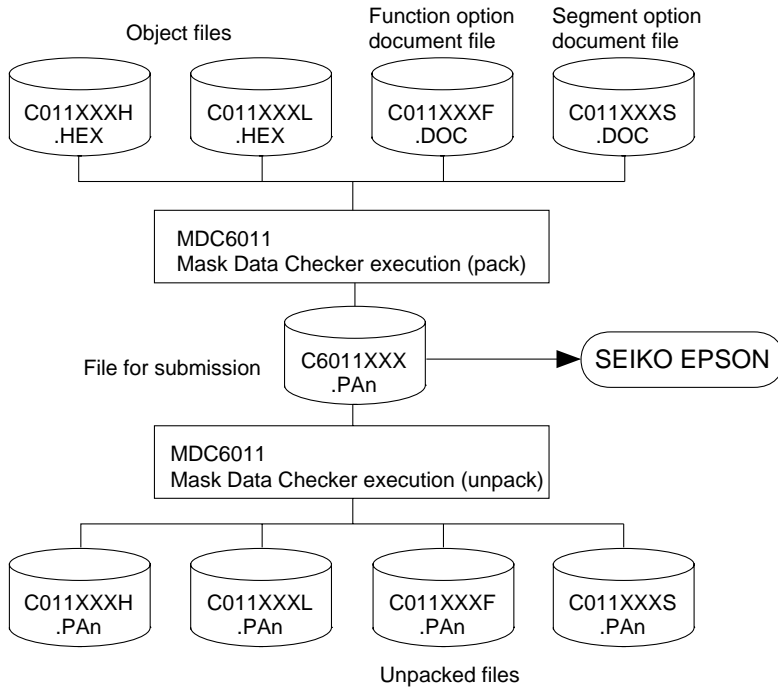 Object files
Function option
document file
Segment option
document file
C011XXXH
.HEX
C011XXXL
.HEX
C011XXXF
.DOC
C011XXXS
.DOC
MDC6011
Mask Data Checker execution (pack)
File for submission
C6011XXX
.PAn
SEIKO EPSON
MDC6011
Mask Data Checker execution (unpack)
C011XXXH
.PAn
C011XXXL
.PAn
C011XXXF
.PAn
C011XXXS
.PAn
Unpacked files